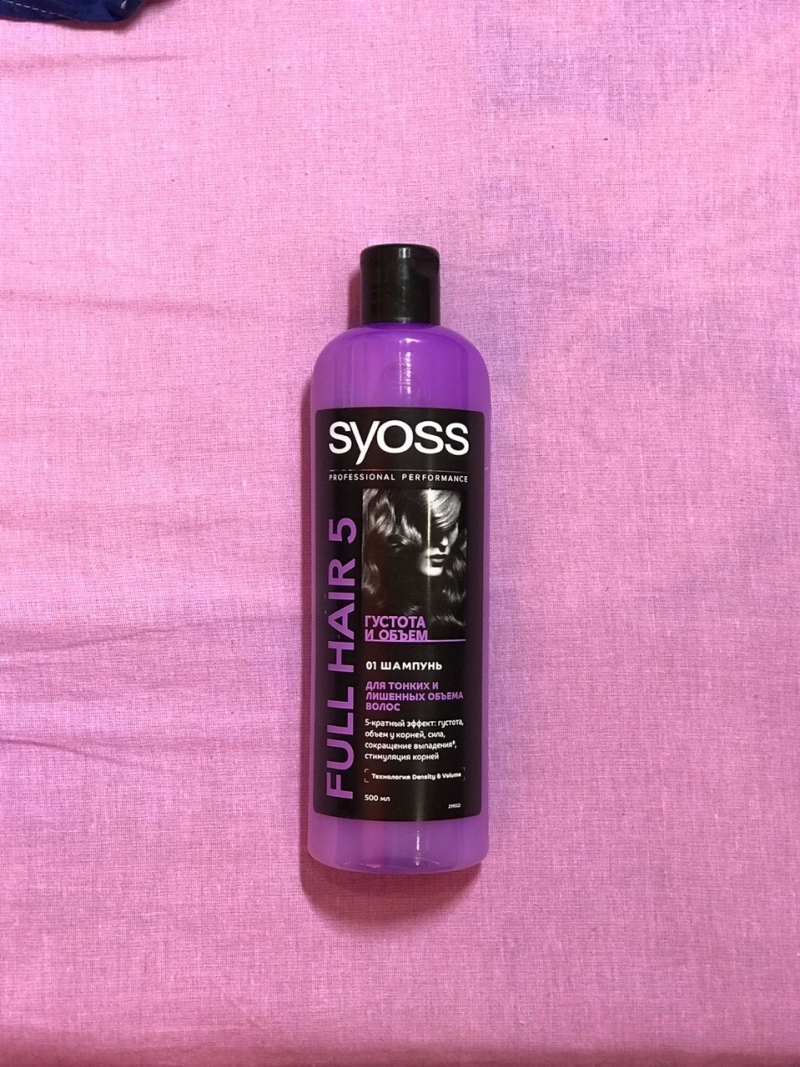 syoss
PROFESSIONAL PERFORMANCE
FULL HAIR 5
ГУСТОТА
И ОБЪЕМ
01 ШАМПУНЬ
ДЛЯ ТОНКИХ И
ЛИШЕННЫХ ОБЪЕМА
ВОЛОС
5-кратный эффект: густота,
объем у корней, сила,
сокращение выпадения*,
стимуляция корней
Технология Density & Volume
500 мл